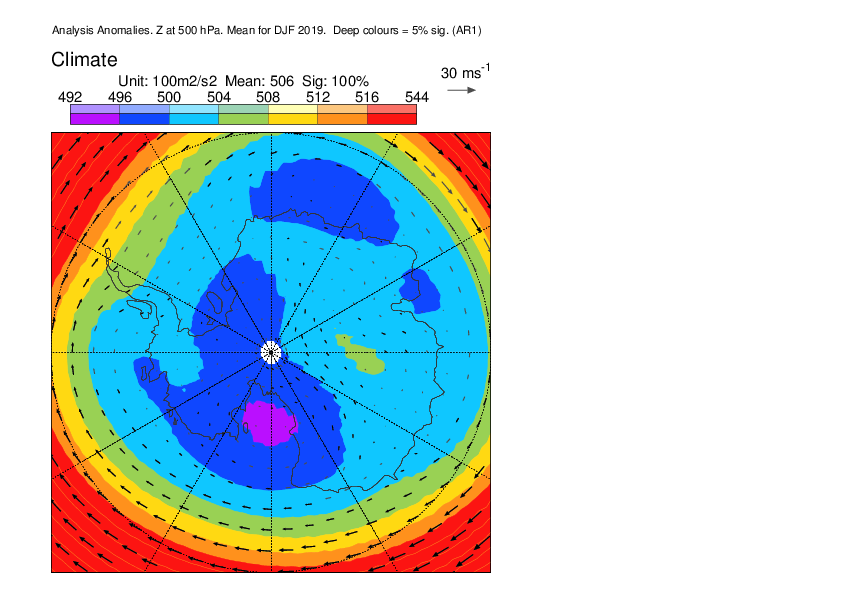 Analysis Anomalies. Z at 500 hPa. Mean for DJF 2019.  Deep colours = 5% sig. (AR1)
Climate
30 ms-1
Unit: 100m2/s2  Mean: 506  Sig: 100%
492 496 500 504 508 512 516 544